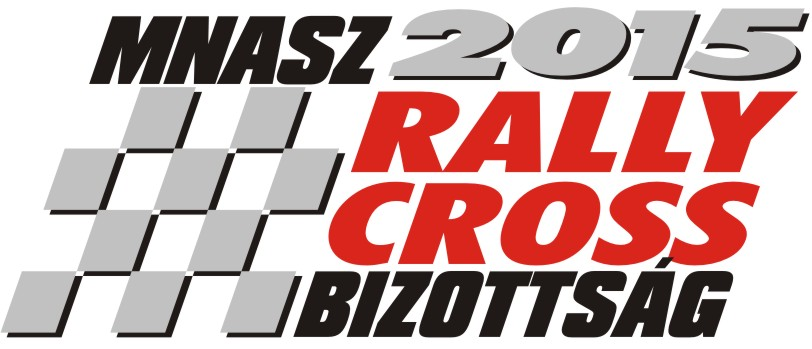 MNASZ 2015
RALLY
CROSS
BIZOTTSÁG